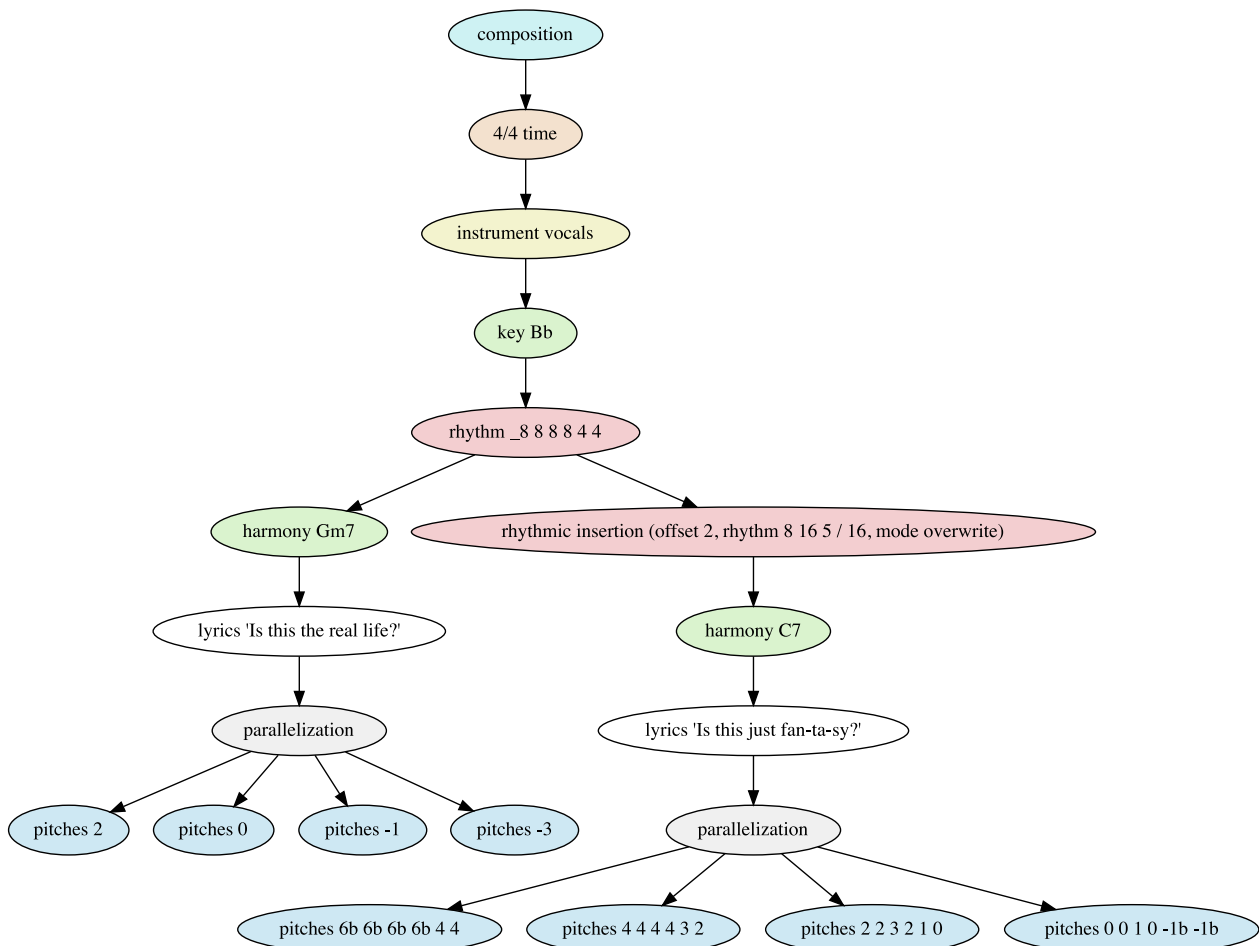 composition
4/4 time
instrument vocals
key Bb
rhythm _8 8 8 8 4 4
harmony Gm7
rhythmic insertion (offset 2, rhythm 8 16 5 / 16, mode overwrite)
lyrics 'Is this the real life?'
harmony C7
parallelization
lyrics 'Is this just fan-ta-sy?'
pitches 2
pitches 0
pitches -1
pitches -3
parallelization
pitches 6b 6b 6b 6b 4 4
pitches 4 4 4 4 3 2
pitches 2 2 3 2 1 0
pitches 0 0 1 0 -1b -1b